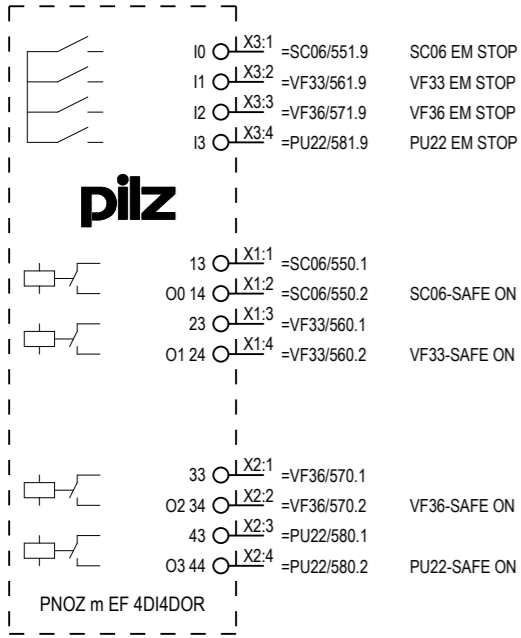 I0 X3:1 =SC06/551.9 SC06 EM STOP
I1 X3:2 =VF33/561.9 VF33 EM STOP
I2 X3:3 =VF36/571.9 VF36 EM STOP
I3 X3:4 =PU22/581.9 PU22 EM STOP
pilz
13 X1:1 =SC06/550.1
O0 14 X1:2 =SC06/550.2 SC06-SAFE ON
23 X1:3 =VF33/560.1
O1 24 X1:4 =VF33/560.2 VF33-SAFE ON
33 X2:1 =VF36/570.1
O2 34 X2:2 =VF36/570.2 VF36-SAFE ON
43 X2:3 =PU22/580.1
O3 44 X2:4 =PU22/580.2 PU22-SAFE ON
PNOZ m EF 4DI4DOR